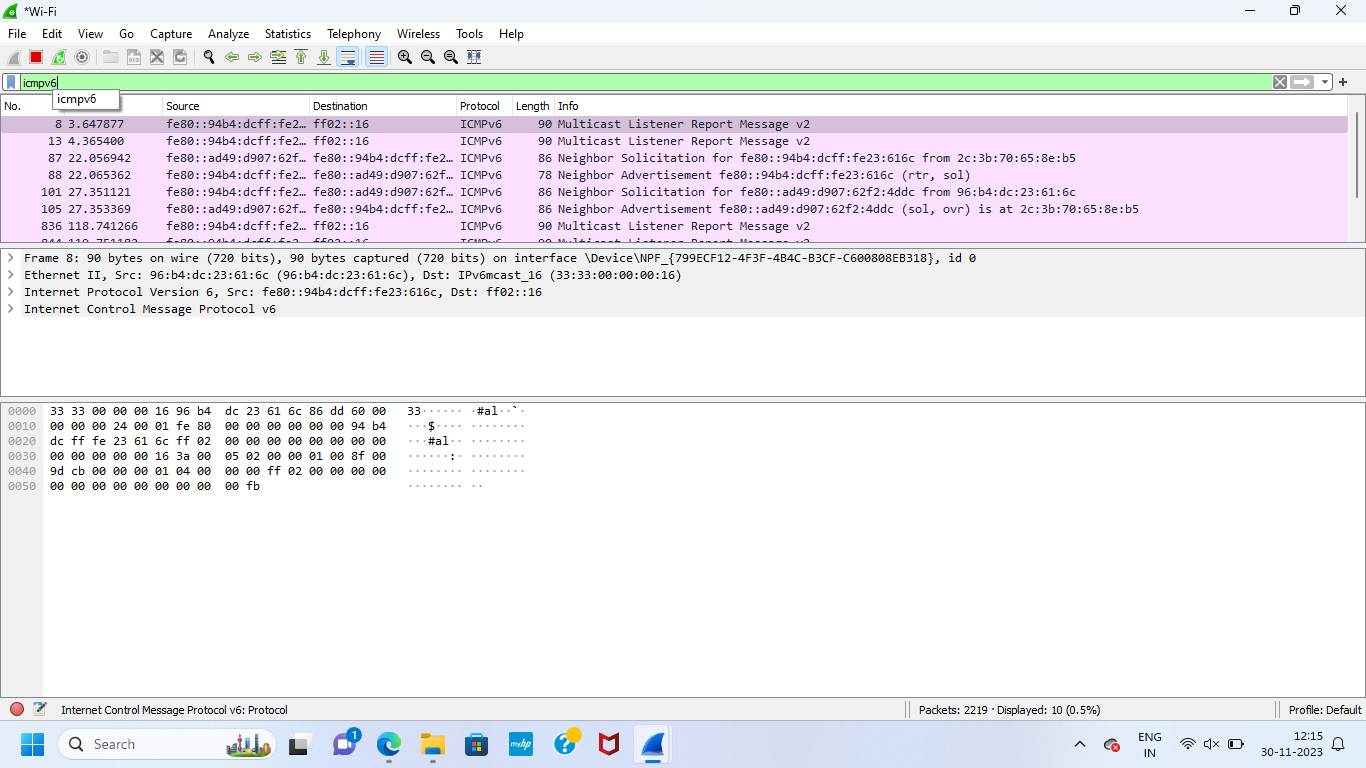 *Wi-Fi
File Edit View Go Capture Analyze Statistics Telephony Wireless Tools Help
icmpv6
icmpv6
No. Source Destination Protocol Length Info
8 3.647877 fe80::94b4:dcff:fe2… ff02::16 ICMPv6 90 Multicast Listener Report Message v2
13 4.365400 fe80::94b4:dcff:fe2… ff02::16 ICMPv6 90 Multicast Listener Report Message v2
87 22.056942 fe80::ad49:d907:62f… fe80::94b4:dcff:fe2… ICMPv6 86 Neighbor Solicitation for fe80::94b4:dcff:fe23:616c from 2c:3b:70:65:8e:b5
88 22.065362 fe80::94b4:dcff:fe2… fe80::ad49:d907:62f… ICMPv6 78 Neighbor Advertisement fe80::94b4:dcff:fe23:616c (rtr, sol)
101 27.351121 fe80::94b4:dcff:fe2… fe80::ad49:d907:62f… ICMPv6 86 Neighbor Solicitation for fe80::ad49:d907:62f2:4ddc from 96:b4:dc:23:61:6c
105 27.353369 fe80::ad49:d907:62f… fe80::94b4:dcff:fe2… ICMPv6 86 Neighbor Advertisement fe80::ad49:d907:62f2:4ddc (sol, ovr) is at 2c:3b:70:65:8e:b5
836 118.741266 fe80::94b4:dcff:fe2… ff02::16 ICMPv6 90 Multicast Listener Report Message v2
Frame 8: 90 bytes on wire (720 bits), 90 bytes captured (720 bits) on interface \Device\NPF_{799ECF12-4F3F-4B4C-B3CF-C600808EB318}, id 0
Ethernet II, Src: 96:b4:dc:23:61:6c (96:b4:dc:23:61:6c), Dst: IPv6mcast_16 (33:33:00:00:00:16)
Internet Protocol Version 6, Src: fe80::94b4:dcff:fe23:616c, Dst: ff02::16
Internet Control Message Protocol v6
0000 33 33 00 00 00 16 96 b4 dc 23 61 6c 86 dd 60 00 33······ ·#al··`·
0010 00 00 00 24 00 01 fe 80 00 00 00 00 00 00 94 b4 ···$···· ········
0020 dc ff fe 23 61 6c ff 02 00 00 00 00 00 00 00 00 ···#al·· ········
0030 00 00 00 00 00 16 3a 00 05 02 00 00 01 00 8f 00 ······:· ········
0040 9d cb 00 00 00 01 04 00 00 00 ff 02 00 00 00 00 ········ ········
0050 00 00 00 00 00 00 00 00 00 fb ········ ··
Internet Control Message Protocol v6: Protocol Packets: 2219 · Displayed: 10 (0.5%) Profile: Default
Search 1 myhp ENG 12:15
IN 30-11-2023